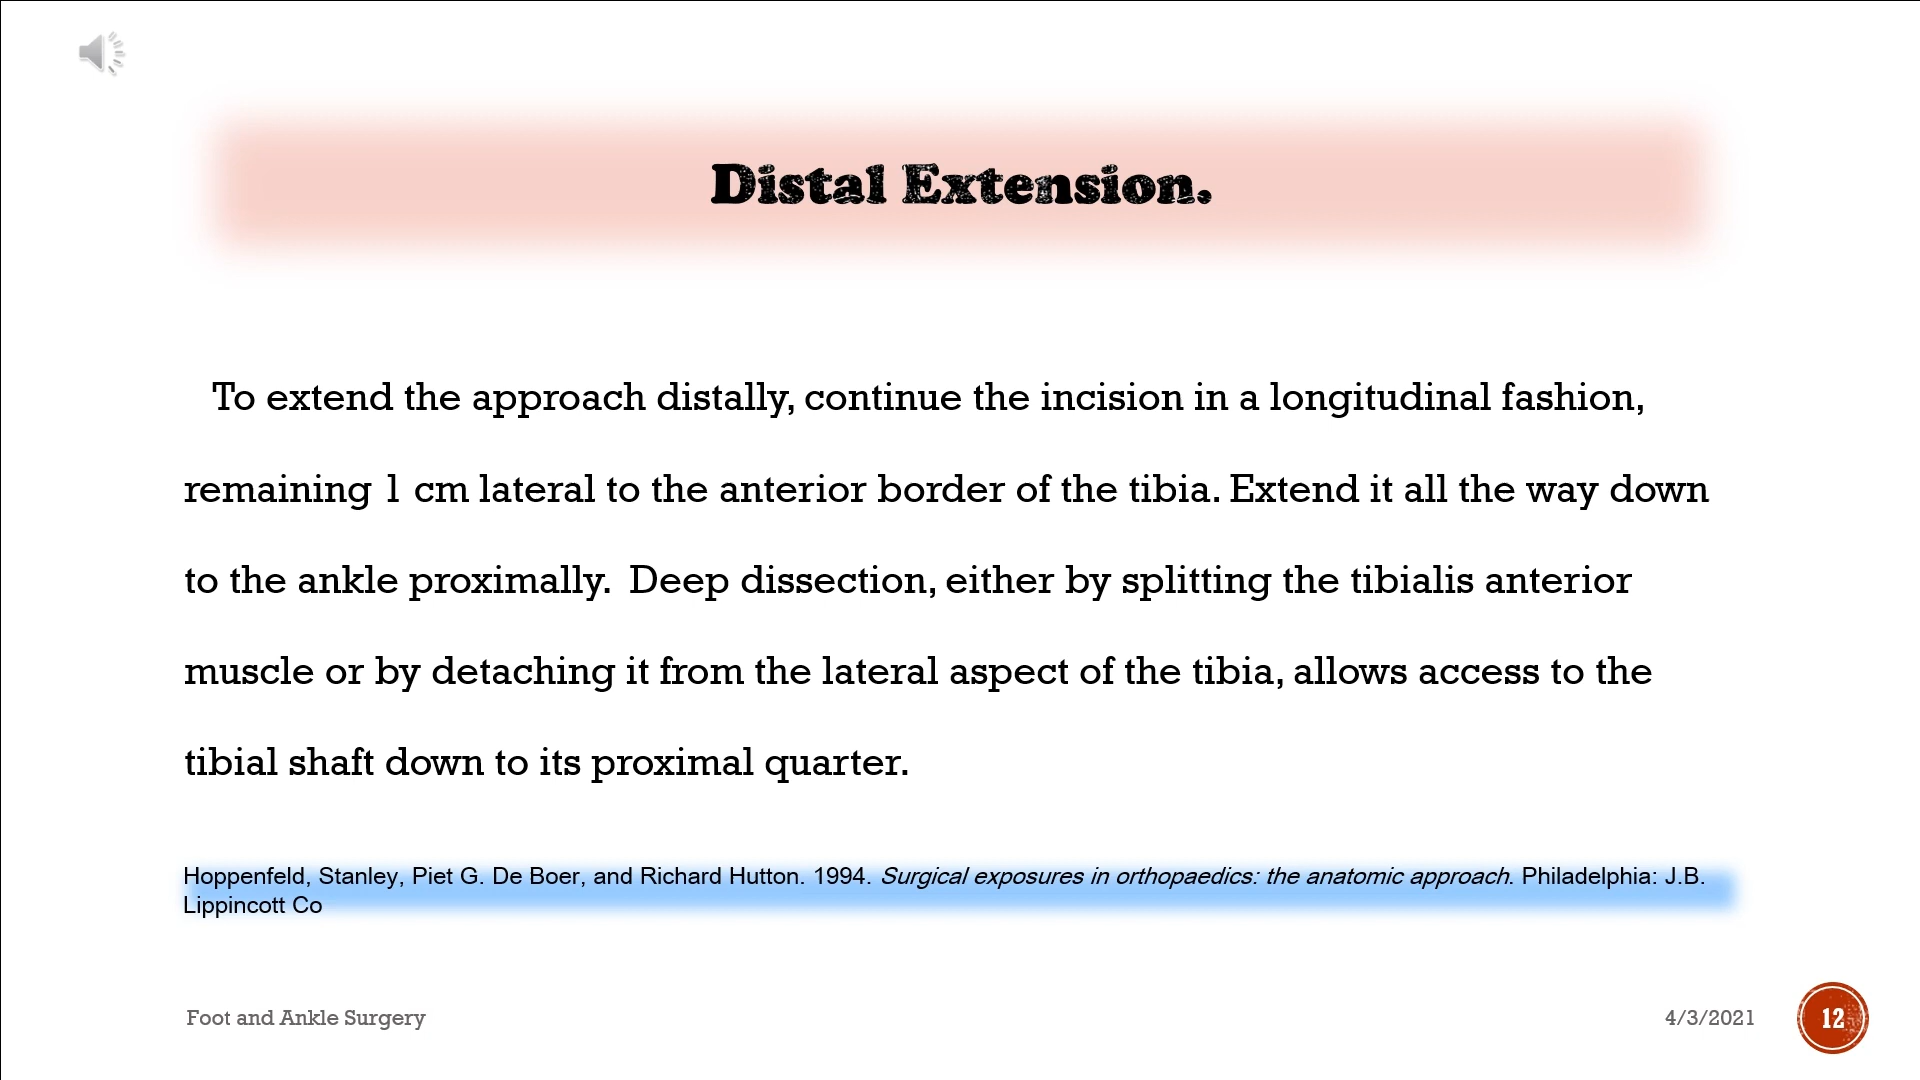 Distal Extension.
To extend the approach distally, continue the incision in a longitudinal fashion,
remaining 1 cm lateral to the anterior border of the tibia. Extend it all the way down
to the ankle proximally.  Deep dissection, either by splitting the tibialis anterior
muscle or by detaching it from the lateral aspect of the tibia, allows access to the
tibial shaft down to its proximal quarter.
Hoppenfeld, Stanley, Piet G. De Boer, and Richard Hutton. 1994. Surgical exposures in orthopaedics: the anatomic approach. Philadelphia: J.B.
Lippincott Co
Foot and Ankle Surgery
4/3/2021
12